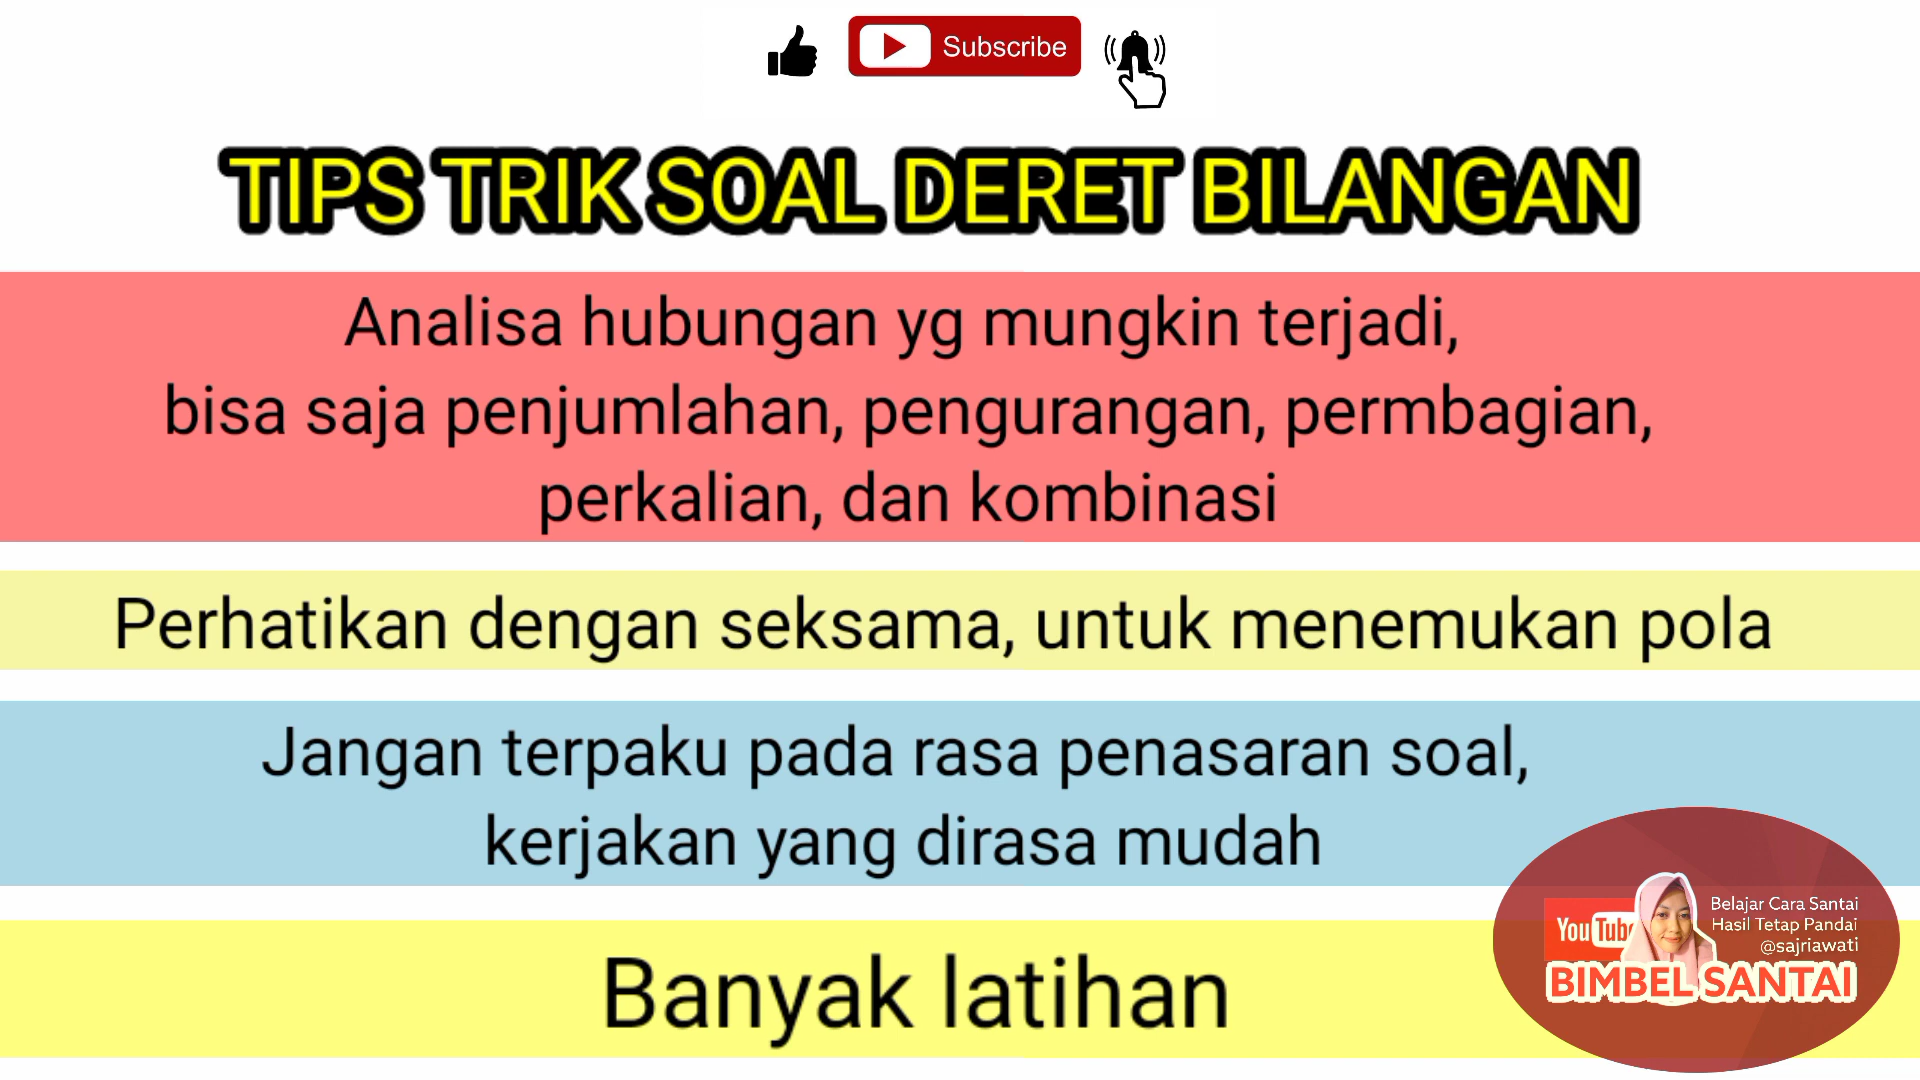 Subscribe
TIPS TRIK SOAL DERET BILANGAN
Analisa hubungan yg mungkin terjadi,
bisa saja penjumlahan, pengurangan, permbagian,
perkalian, dan kombinasi
Perhatikan dengan seksama, untuk menemukan pola
Jangan terpaku pada rasa penasaran soal,
kerjakan yang dirasa mudah
Banyak latihan
YouTube
Belajar Cara Santai
Hasil Tetap Pandai
@sajriawati
BIMBEL SANTAI